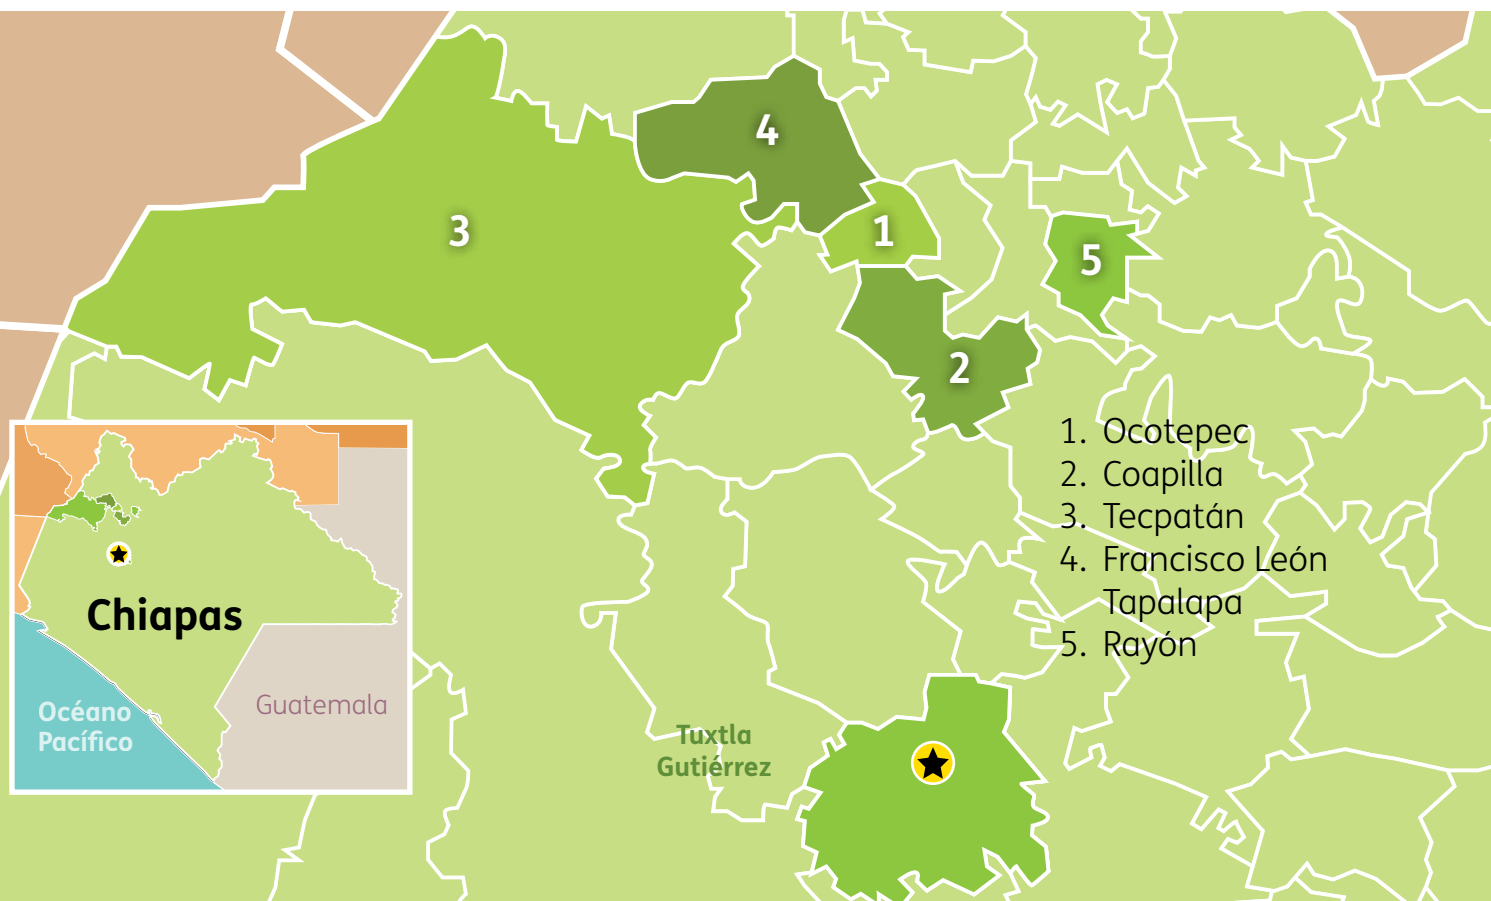 4
3
1
5
2
1. Ocotepec
2. Coapilla
3. Tecpatán
4. Francisco León
Tapalapa
5. Rayón
Chiapas
Océano
Pacífico
Guatemala
Tuxtla
Gutiérrez